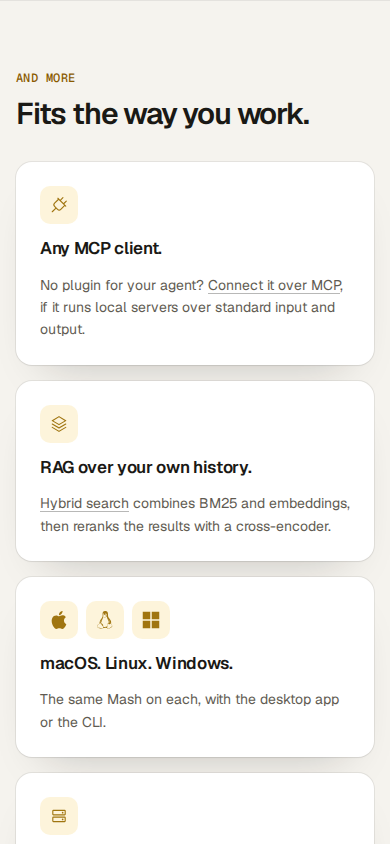 AND MORE
Fits the way you work.
Any MCP client.
No plugin for your agent? Connect it over MCP,
if it runs local servers over standard input and
output.
RAG over your own history.
Hybrid search combines BM25 and embeddings,
then reranks the results with a cross-encoder.
macOS. Linux. Windows.
The same Mash on each, with the desktop app
or the CLI.